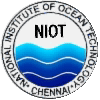 NATIONAL INSTITUTE OF OCEAN TECHNOLOGY
NIOT
CHENNAI